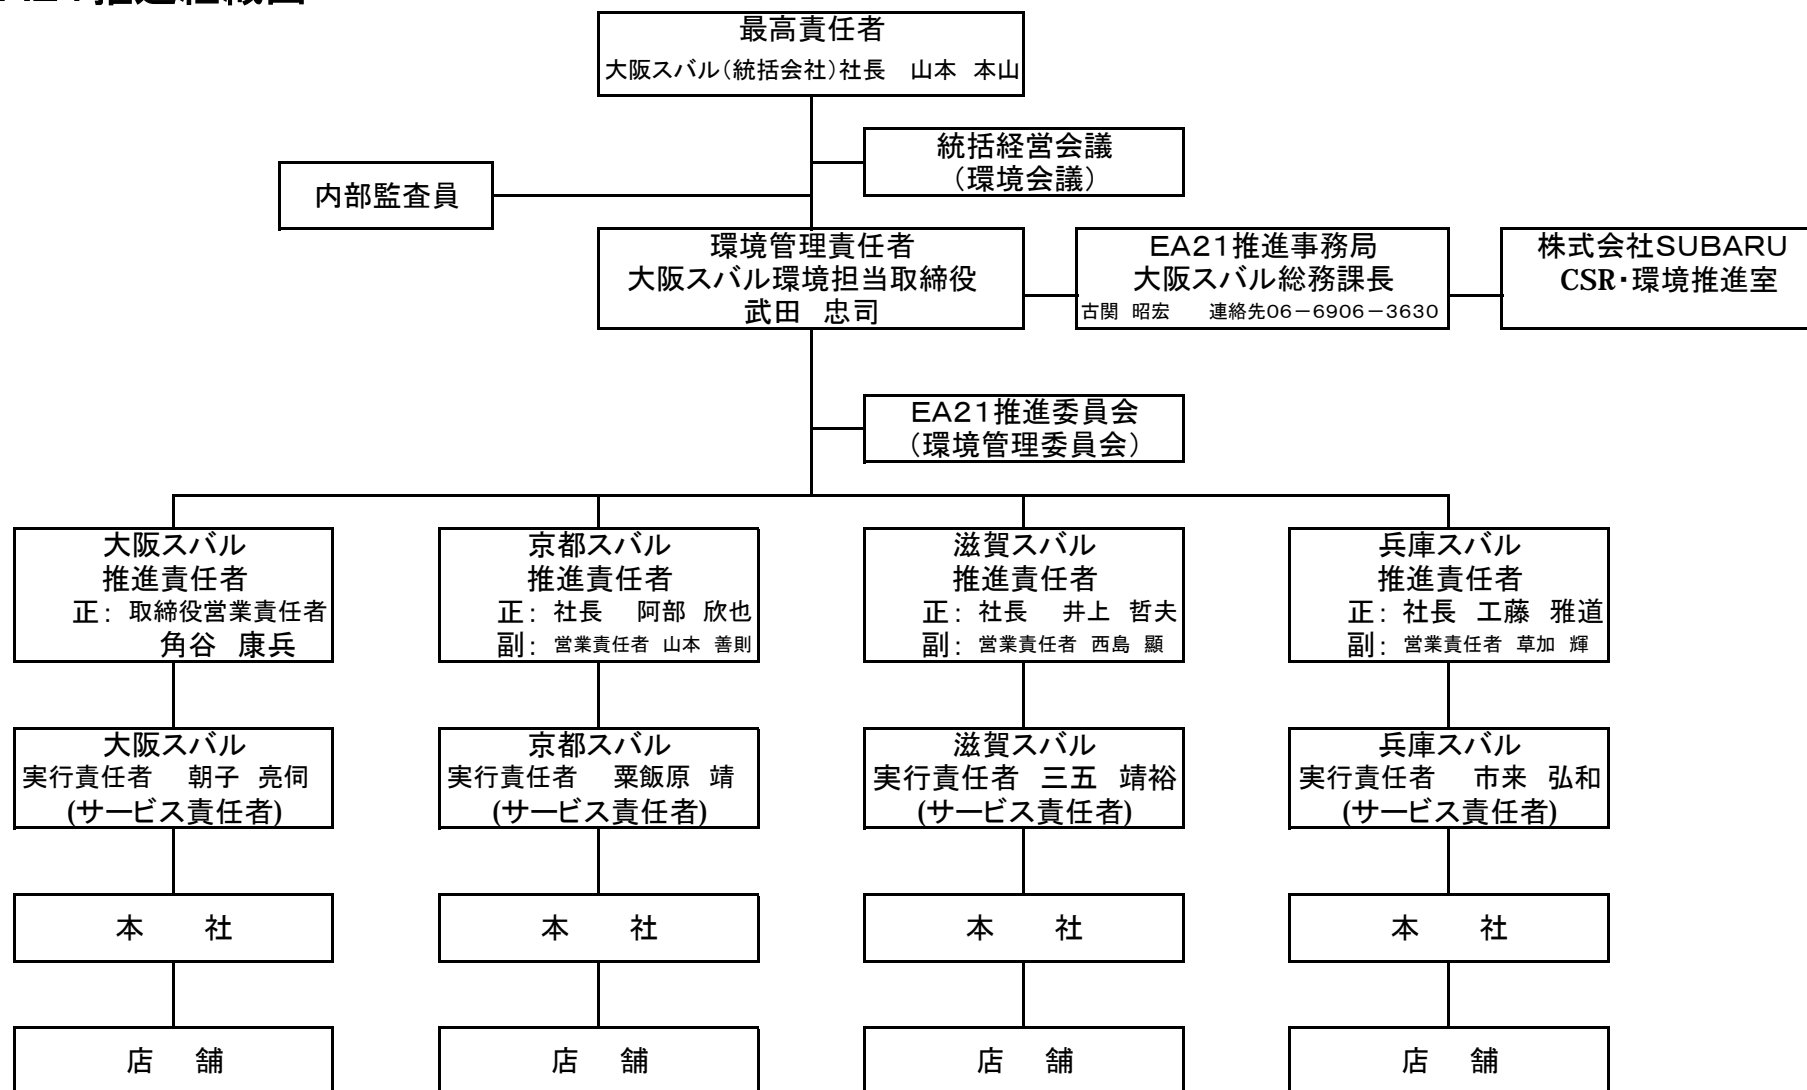 推進組織図
最高責任者
大阪スバル（統括会社）社長　山本 本山
統括経営会議
（環境会議）
内部監査員
環境管理責任者
大阪スバル環境担当取締役
武田　忠司
ＥＡ２１推進事務局
大阪スバル総務課長
古関 昭宏　　連絡先０６－６９０６－３６３０
株式会社ＳＵＢＡＲＵ
CSR・環境推進室
ＥＡ２１推進委員会
（環境管理委員会）
大阪スバル
推進責任者
正： 取締役営業責任者
角谷 康兵
京都スバル
推進責任者
正： 社長　阿部 欣也
副： 営業責任者 山本 善則
滋賀スバル
推進責任者
正： 社長　井上 哲夫
副： 営業責任者 西島 顯
兵庫スバル
推進責任者
正： 社長 工藤 雅道
副： 営業責任者 草加 輝
大阪スバル
実行責任者　朝子 亮伺
(サービス責任者)
京都スバル
実行責任者　粟飯原 靖
(サービス責任者)
滋賀スバル
実行責任者 三五 靖裕
(サービス責任者)
兵庫スバル
実行責任者　市来 弘和
(サービス責任者)
本　社
本　社
本　社
本　社
店　舗
店　舗
店　舗
店　舗